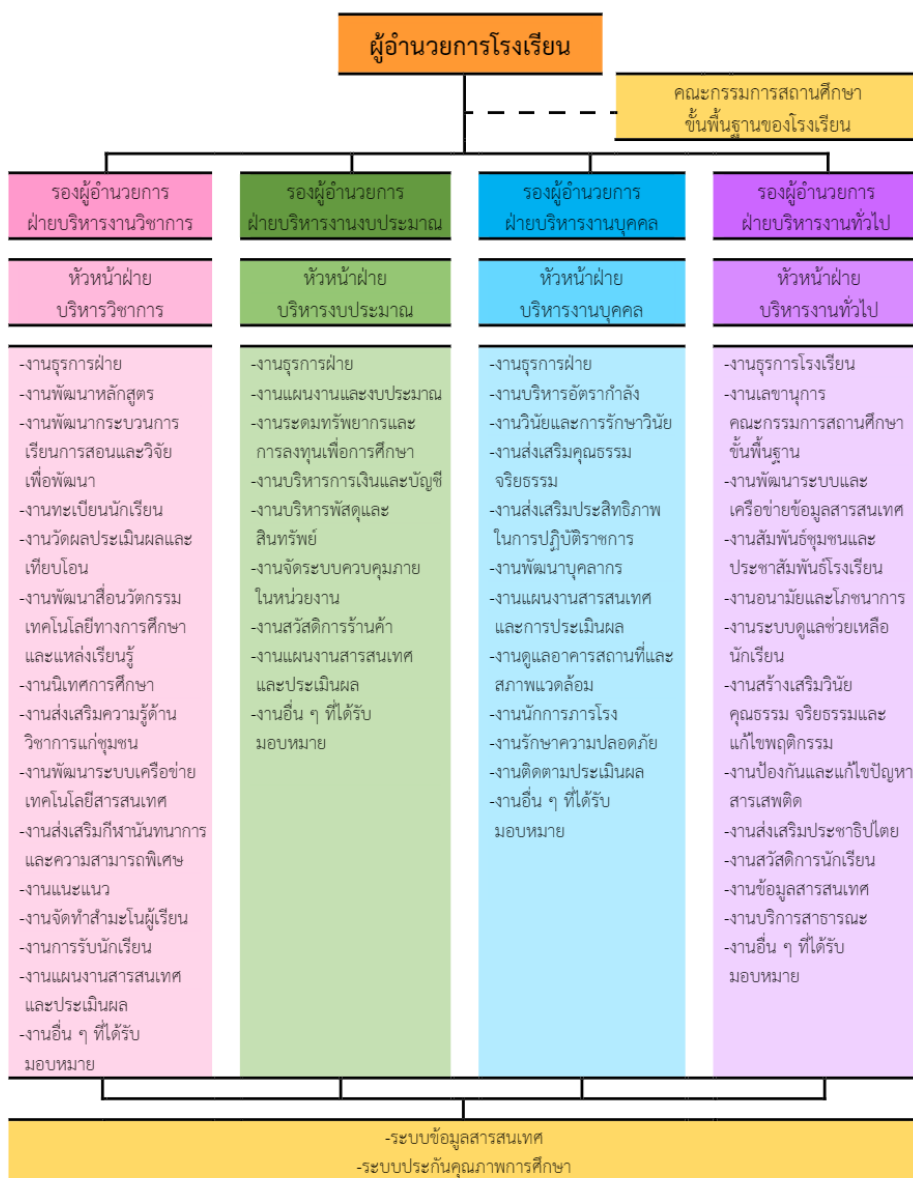 ผู้อำนวยการโรงเรียน
คณะกรรมการสถานศึกษา
ขั้นพื้นฐานของโรงเรียน
รองผู้อำนวยการ
ฝ่ายบริหารงานวิชาการ
รองผู้อำนวยการ
ฝ่ายบริหารงานงบประมาณ
รองผู้อำนวยการ
ฝ่ายบริหารงานบุคคล
รองผู้อำนวยการ
ฝ่ายบริหารงานทั่วไป
หัวหน้าฝ่าย
บริหารวิชาการ
หัวหน้าฝ่าย
บริหารงบประมาณ
หัวหน้าฝ่าย
บริหารงานบุคคล
หัวหน้าฝ่าย
บริหารงานทั่วไป
-งานธุรการฝ่าย
-งานพัฒนาหลักสูตร
-งานพัฒนากระบวนการ
เรียนการสอนและวิจัย
เพื่อพัฒนา
-งานทะเบียนนักเรียน
-งานวัดผลประเมินผลและ
เทียบโอน
-งานพัฒนาสื่อนวัตกรรม
เทคโนโลยีทางการศึกษา
และแหล่งเรียนรู้
-งานนิเทศการศึกษา
-งานส่งเสริมความรู้ด้าน
วิชาการแก่ชุมชน
-งานพัฒนาระบบเครือข่าย
เทคโนโลยีสารสนเทศ
-งานส่งเสริมกีฬานันทนาการ
และความสามารถพิเศษ
-งานแนะแนว
-งานจัดทำสำมะโนผู้เรียน
-งานการรับนักเรียน
-งานแผนงานสารสนเทศ
และประเมินผล
-งานอื่น ๆ ที่ได้รับ
มอบหมาย
-งานธุรการฝ่าย
-งานแผนงานและงบประมาณ
-งานระดมทรัพยากรและ
การลงทุนเพื่อการศึกษา
-งานบริหารการเงินและบัญชี
-งานบริหารพัสดุและ
สินทรัพย์
-งานจัดระบบควบคุมภาย
ในหน่วยงาน
-งานสวัสดิการร้านค้า
-งานแผนงานสารสนเทศ
และประเมินผล
-งานอื่น ๆ ที่ได้รับ
มอบหมาย
-งานธุรการฝ่าย
-งานบริหารอัตรากำลัง
-งานวินัยและการรักษาวินัย
-งานส่งเสริมคุณธรรม
จริยธรรม
-งานส่งเสริมประสิทธิภาพ
ในการปฏิบัติราชการ
-งานพัฒนาบุคลากร
-งานแผนงานสารสนเทศ
และการประเมินผล
-งานดูแลอาคารสถานที่และ
สภาพแวดล้อม
-งานนักการภารโรง
-งานรักษาความปลอดภัย
-งานติดตามประเมินผล
-งานอื่น ๆ ที่ได้รับ
มอบหมาย
-งานธุรการโรงเรียน
-งานเลขานุการ
คณะกรรมการสถานศึกษา
ขั้นพื้นฐาน
-งานพัฒนาระบบและ
เครือข่ายข้อมูลสารสนเทศ
-งานสัมพันธ์ชุมชนและ
ประชาสัมพันธ์โรงเรียน
-งานอนามัยและโภชนาการ
-งานระบบดูแลช่วยเหลือ
นักเรียน
-งานสร้างเสริมวินัย
คุณธรรม จริยธรรมและ
แก้ไขพฤติกรรม
-งานป้องกันและแก้ไขปัญหา
สารเสพติด
-งานส่งเสริมประชาธิปไตย
-งานสวัสดิการนักเรียน
-งานข้อมูลสารสนเทศ
-งานบริการสาธารณะ
-งานอื่น ๆ ที่ได้รับ
มอบหมาย
-ระบบข้อมูลสารสนเทศ
-ระบบประกันคุณภาพการศึกษา